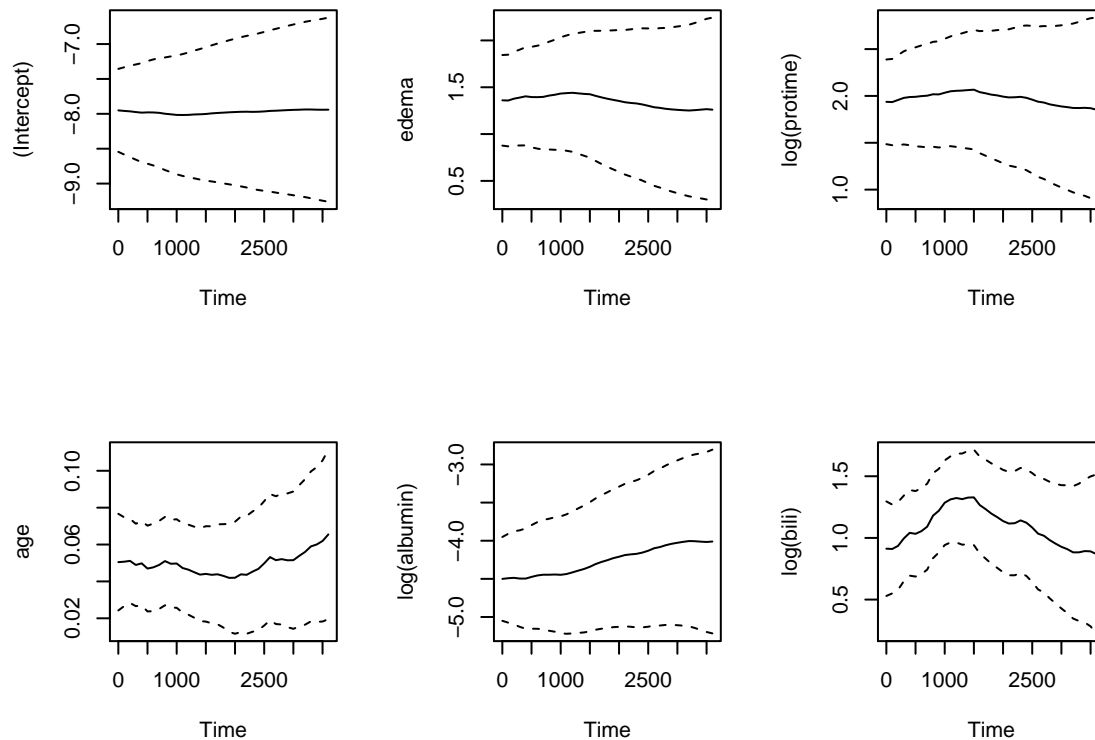 (Intercept)
−7.0
−8.0
−9.0
0
1000
2500
Time
edema
1.5
0.5
0
1000
2500
Time
log(protime)
2.0
1.0
0
1000
2500
Time
age
0.10
0.06
0.02
0
1000
2500
Time
log(albumin)
−3.0
−4.0
−5.0
0
1000
2500
Time
log(bili)
1.5
1.0
0.5
0
1000
2500
Time